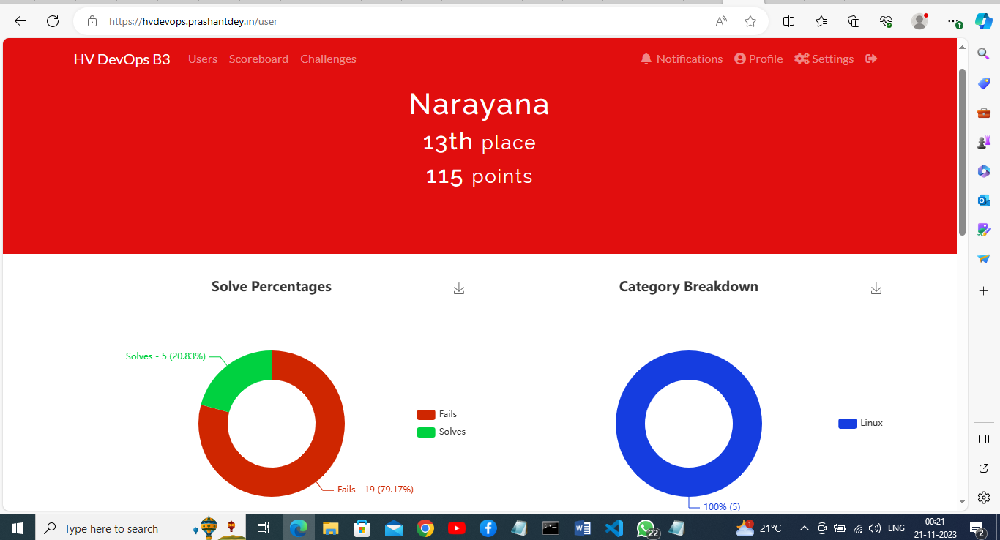 https://hvdevops.prashantdey.in/user
HV DevOps B3 Users Scoreboard Challenges Notifications Profile Settings
Narayana
13th place
115 points
Solve Percentages
Category Breakdown
Solves - 5 (20.83%)
Fails
Solves
Fails - 19 (79.17%)
Linux
100% (5)
Type here to search
22
21°C
ENG
00:21
21-11-2023
2